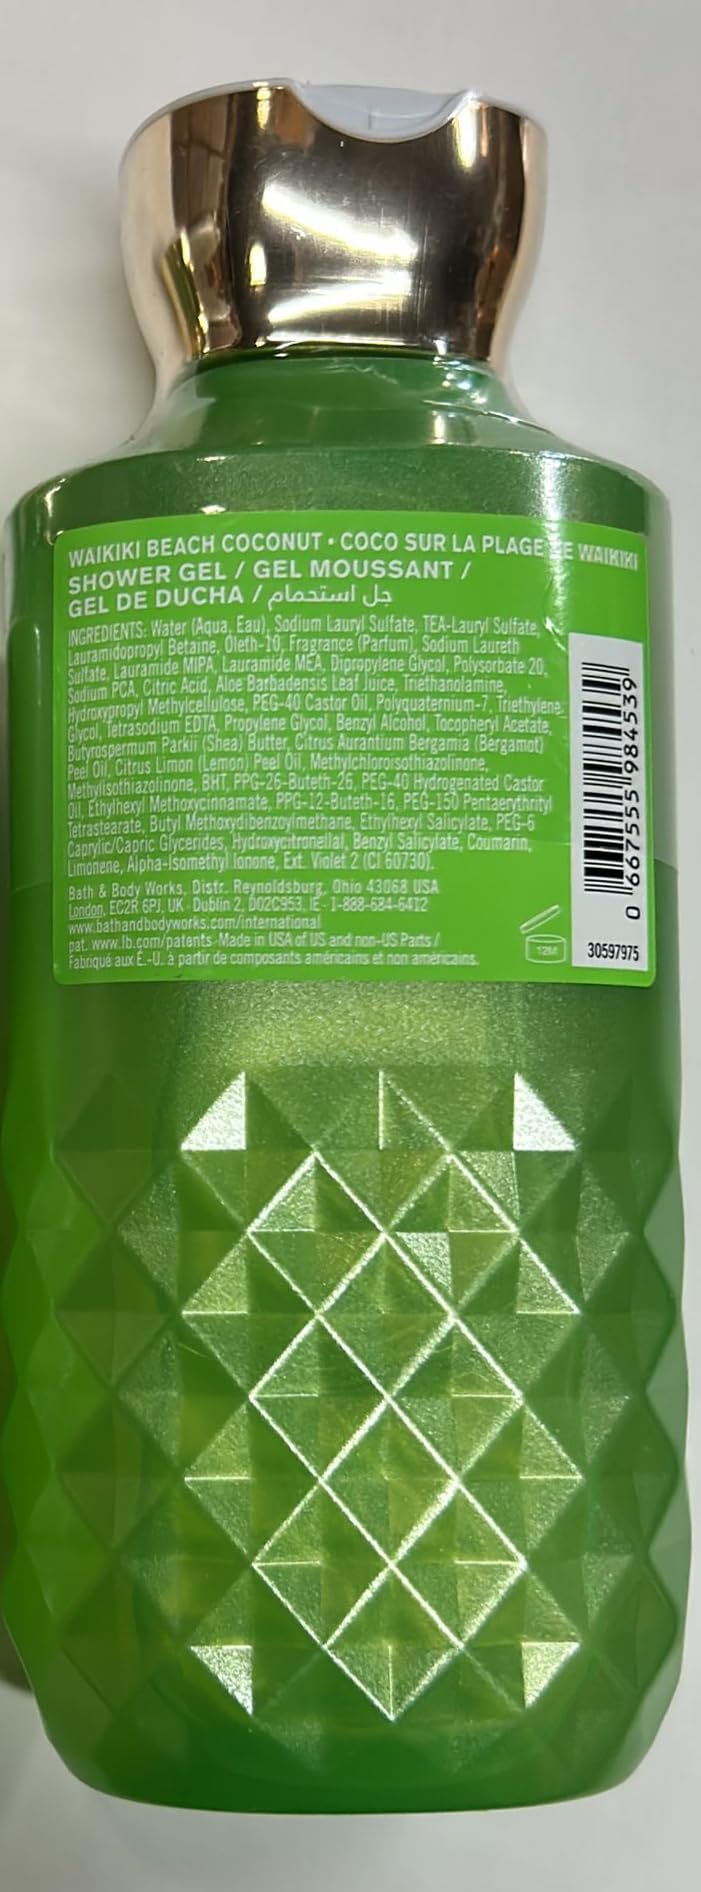 WAIKIKI BEACH COCONUT • COCO SUR LA PLAGE DE WAIKIKI
SHOWER GEL / GEL MOUSSANT /
GEL DE DUCHA / جل استحمام
INGREDIENTS: Water (Aqua, Eau), Sodium Lauryl Sulfate, TEA-Lauryl Sulfate,
Lauramidopropyl Betaine, Oleth-10, Fragrance (Parfum), Sodium Laureth
Sulfate, Lauramide MIPA, Lauramide MEA, Dipropylene Glycol, Polysorbate 20,
Sodium PCA, Citric Acid, Aloe Barbadensis Leaf Juice, Triethanolamine,
Hydroxypropyl Methylcellulose, PEG-40 Castor Oil, Polyquaternium-7, Triethylene
Glycol, Tetrasodium EDTA, Propylene Glycol, Benzyl Alcohol, Tocopheryl Acetate,
Butyrospermum Parkii (Shea) Butter, Citrus Aurantium Bergamia (Bergamot)
Peel Oil, Citrus Limon (Lemon) Peel Oil, Methylchloroisothiazolinone,
Methylisothiazolinone, BHT, PPG-26-Buteth-26, PEG-40 Hydrogenated Castor
Oil, Ethylhexyl Methoxycinnamate, PPG-12-Buteth-16, PEG-150 Pentaerythrityl
Tetrastearate, Butyl Methoxydibenzoylmethane, Ethylhexyl Salicylate, PEG-6
Caprylic/Capric Glycerides, Hydroxycitronellal, Benzyl Salicylate, Coumarin,
Limonene, Alpha-Isomethyl Ionone, Ext. Violet 2 (CI 60730).
Bath & Body Works, Distr. Reynoldsburg, Ohio 43068 USA
London, EC2R 6PJ, UK · Dublin 2, D02C953, IE · 1-888-684-6412
www.bathandbodyworks.com/international
pat. www.lb.com/patents Made in USA of US and non-US Parts /
Fabriqué aux É.-U. à partir de composants américains et non américains.
12M
0 667555 984539
30597975